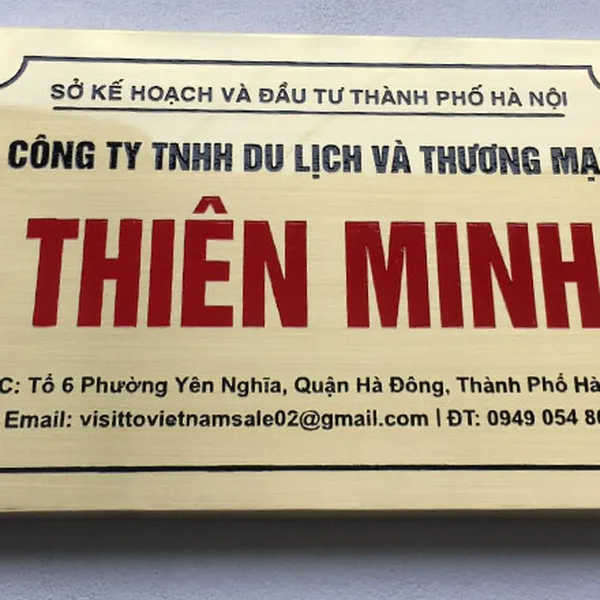 SỞ KẾ HOẠCH VÀ ĐẦU TƯ THÀNH PHỐ HÀ NỘI
CÔNG TY TNHH DU LỊCH VÀ THƯƠNG MẠ
THIÊN MINH
C: Tổ 6 Phường Yên Nghĩa, Quận Hà Đông, Thành Phố Hà
Email: visittovietnamsale02@gmail.com | ĐT: 0949 054 80